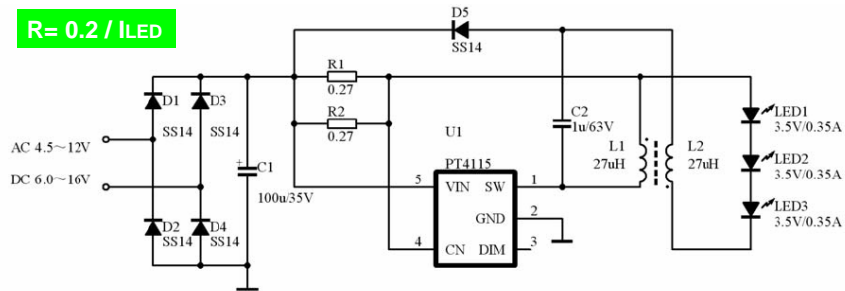 R= 0.2 / ILED
D5
SS14
R1
0.27
D1
D3
SS14
SS14
R2
0.27
U1
C2
1u/63V
LED1
3.5V/0.35A
AC 4.5~12V
L1
L2
C1
PT4115
27uH
27uH
LED2
3.5V/0.35A
DC 6.0~16V
+
100u/35V
5
VIN
SW
1
LED3
3.5V/0.35A
D2
D4
SS14
SS14
GND
2
4
CN
DIM
3